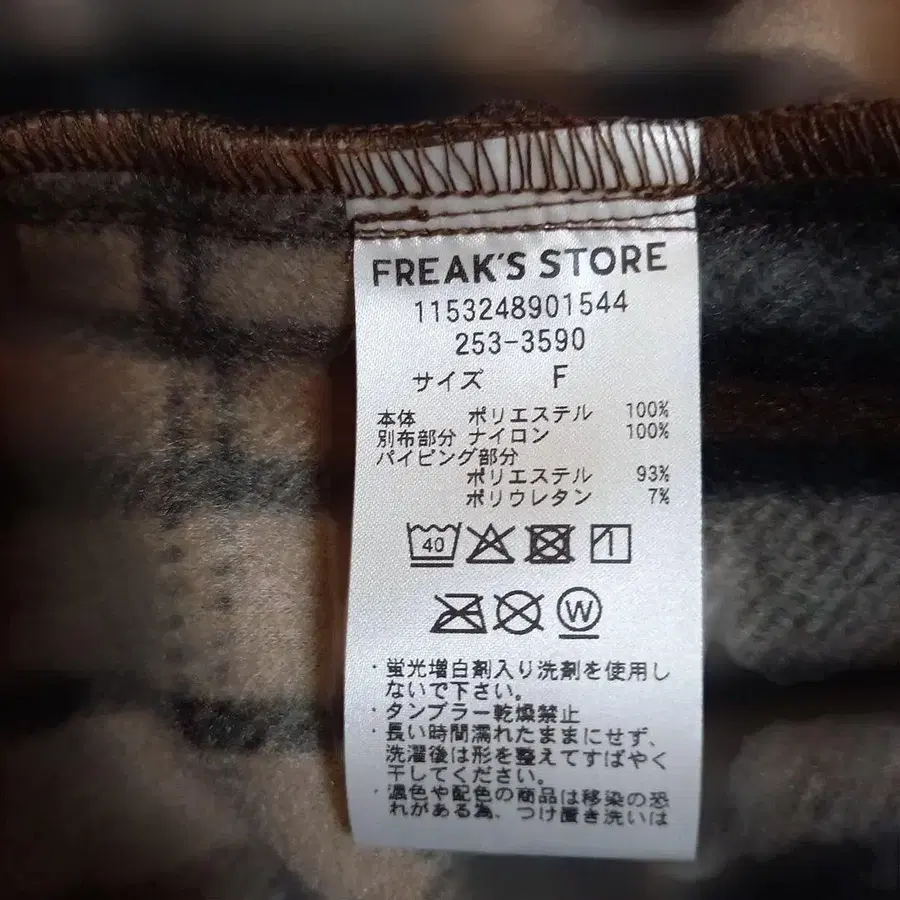 FREAK'S STORE
1153248901544
253-3590
サイズ F
本体 ポリエステル 100%
別布部分 ナイロン 100%
パイピング部分
ポリエステル 93%
ポリウレタン 7%
40
W
・蛍光増白剤入り洗剤を使用し
ないで下さい。
・タンブラー乾燥禁止
・長い時間濡れたままにせず、
洗濯後は形を整えてすばやく
干してください。
・濃色や配色の商品は移染の恐
れがある為、つけ置き洗いは